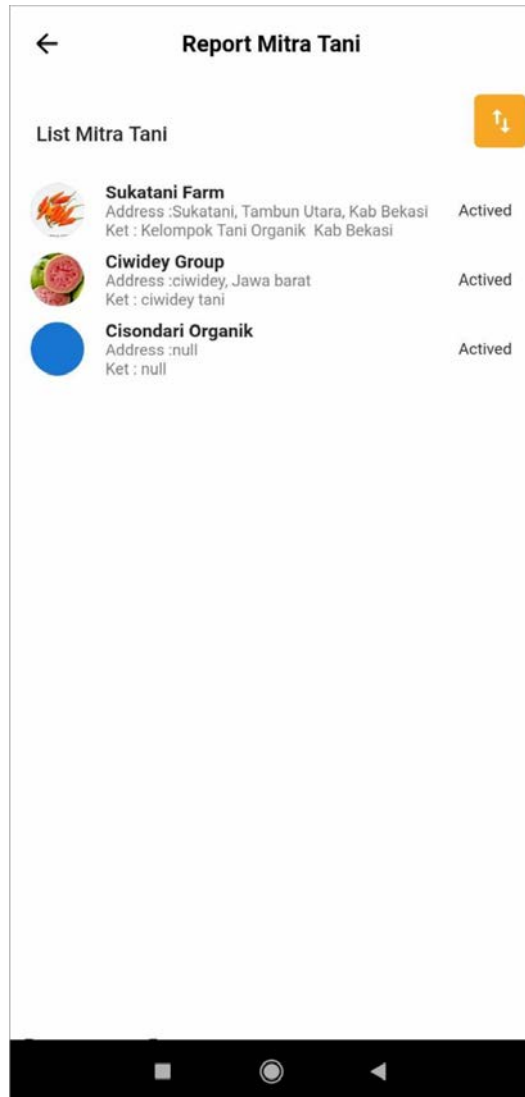 Report Mitra Tani
List Mitra Tani
Sukatani Farm
Address :Sukatani, Tambun Utara, Kab Bekasi
Ket : Kelompok Tani Organik  Kab Bekasi
Actived
Ciwidey Group
Address :ciwidey, Jawa barat
Ket : ciwidey tani
Actived
Cisondari Organik
Address :null
Ket : null
Actived